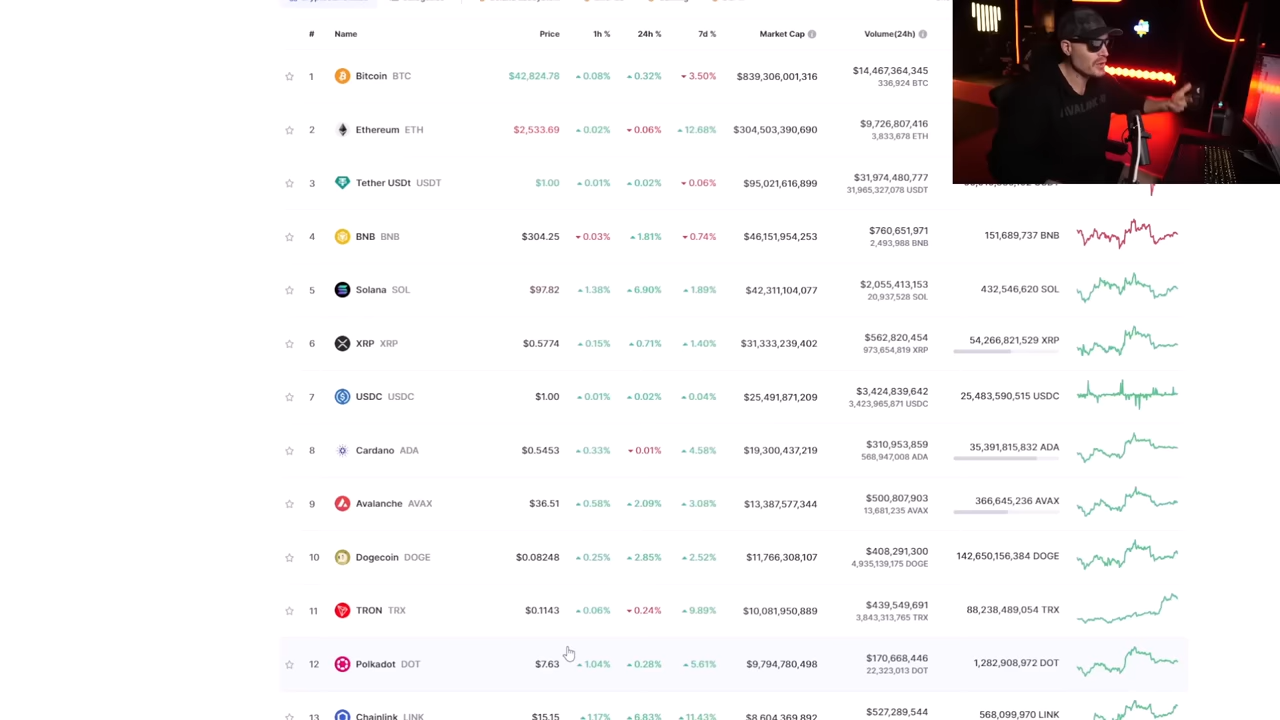 # Name Price 1h % 24h % 7d % Market Cap Volume(24h)
1 Bitcoin BTC $42,824.78 0.08% 0.32% 3.50% $839,306,001,316 $14,467,364,345
336,924 BTC
2 Ethereum ETH $2,533.69 0.02% 0.06% 12.68% $304,503,390,690 $9,726,807,416
3,833,678 ETH
3 Tether USDt USDT $1.00 0.01% 0.02% 0.06% $95,021,616,899 $31,974,480,777
31,965,327,078 USDT
4 BNB BNB $304.25 0.03% 1.81% 0.74% $46,151,954,253 $760,651,971 151,689,737 BNB
2,493,988 BNB
5 Solana SOL $97.82 1.38% 6.90% 1.89% $42,311,104,077 $2,055,413,153 432,546,620 SOL
20,937,528 SOL
6 XRP XRP $0.5774 0.15% 0.71% 1.40% $31,333,239,402 $562,820,454 54,266,821,529 XRP
973,654,819 XRP
7 USDC USDC $1.00 0.01% 0.02% 0.04% $25,491,871,209 $3,424,839,642 25,483,590,515 USDC
3,423,965,871 USDC
8 Cardano ADA $0.5453 0.33% 0.01% 4.58% $19,300,437,219 $310,953,859 35,391,815,832 ADA
568,947,008 ADA
9 Avalanche AVAX $36.51 0.58% 2.09% 3.08% $13,387,577,344 $500,807,903 366,645,236 AVAX
13,681,235 AVAX
10 Dogecoin DOGE $0.08248 0.25% 2.85% 2.52% $11,766,308,107 $408,291,300 142,650,156,384 DOGE
4,935,139,175 DOGE
11 TRON TRX $0.1143 0.06% 0.24% 9.89% $10,081,950,889 $439,549,691 88,238,489,054 TRX
3,843,313,765 TRX
12 Polkadot DOT $7.63 1.04% 0.28% 5.61% $9,794,780,498 $170,668,446 1,282,908,972 DOT
22,323,013 DOT
13 Chainlink LINK $15.15 1.17% 6.83% 11.43% $8,604,369,892 $527,289,544 568,099,970 LINK